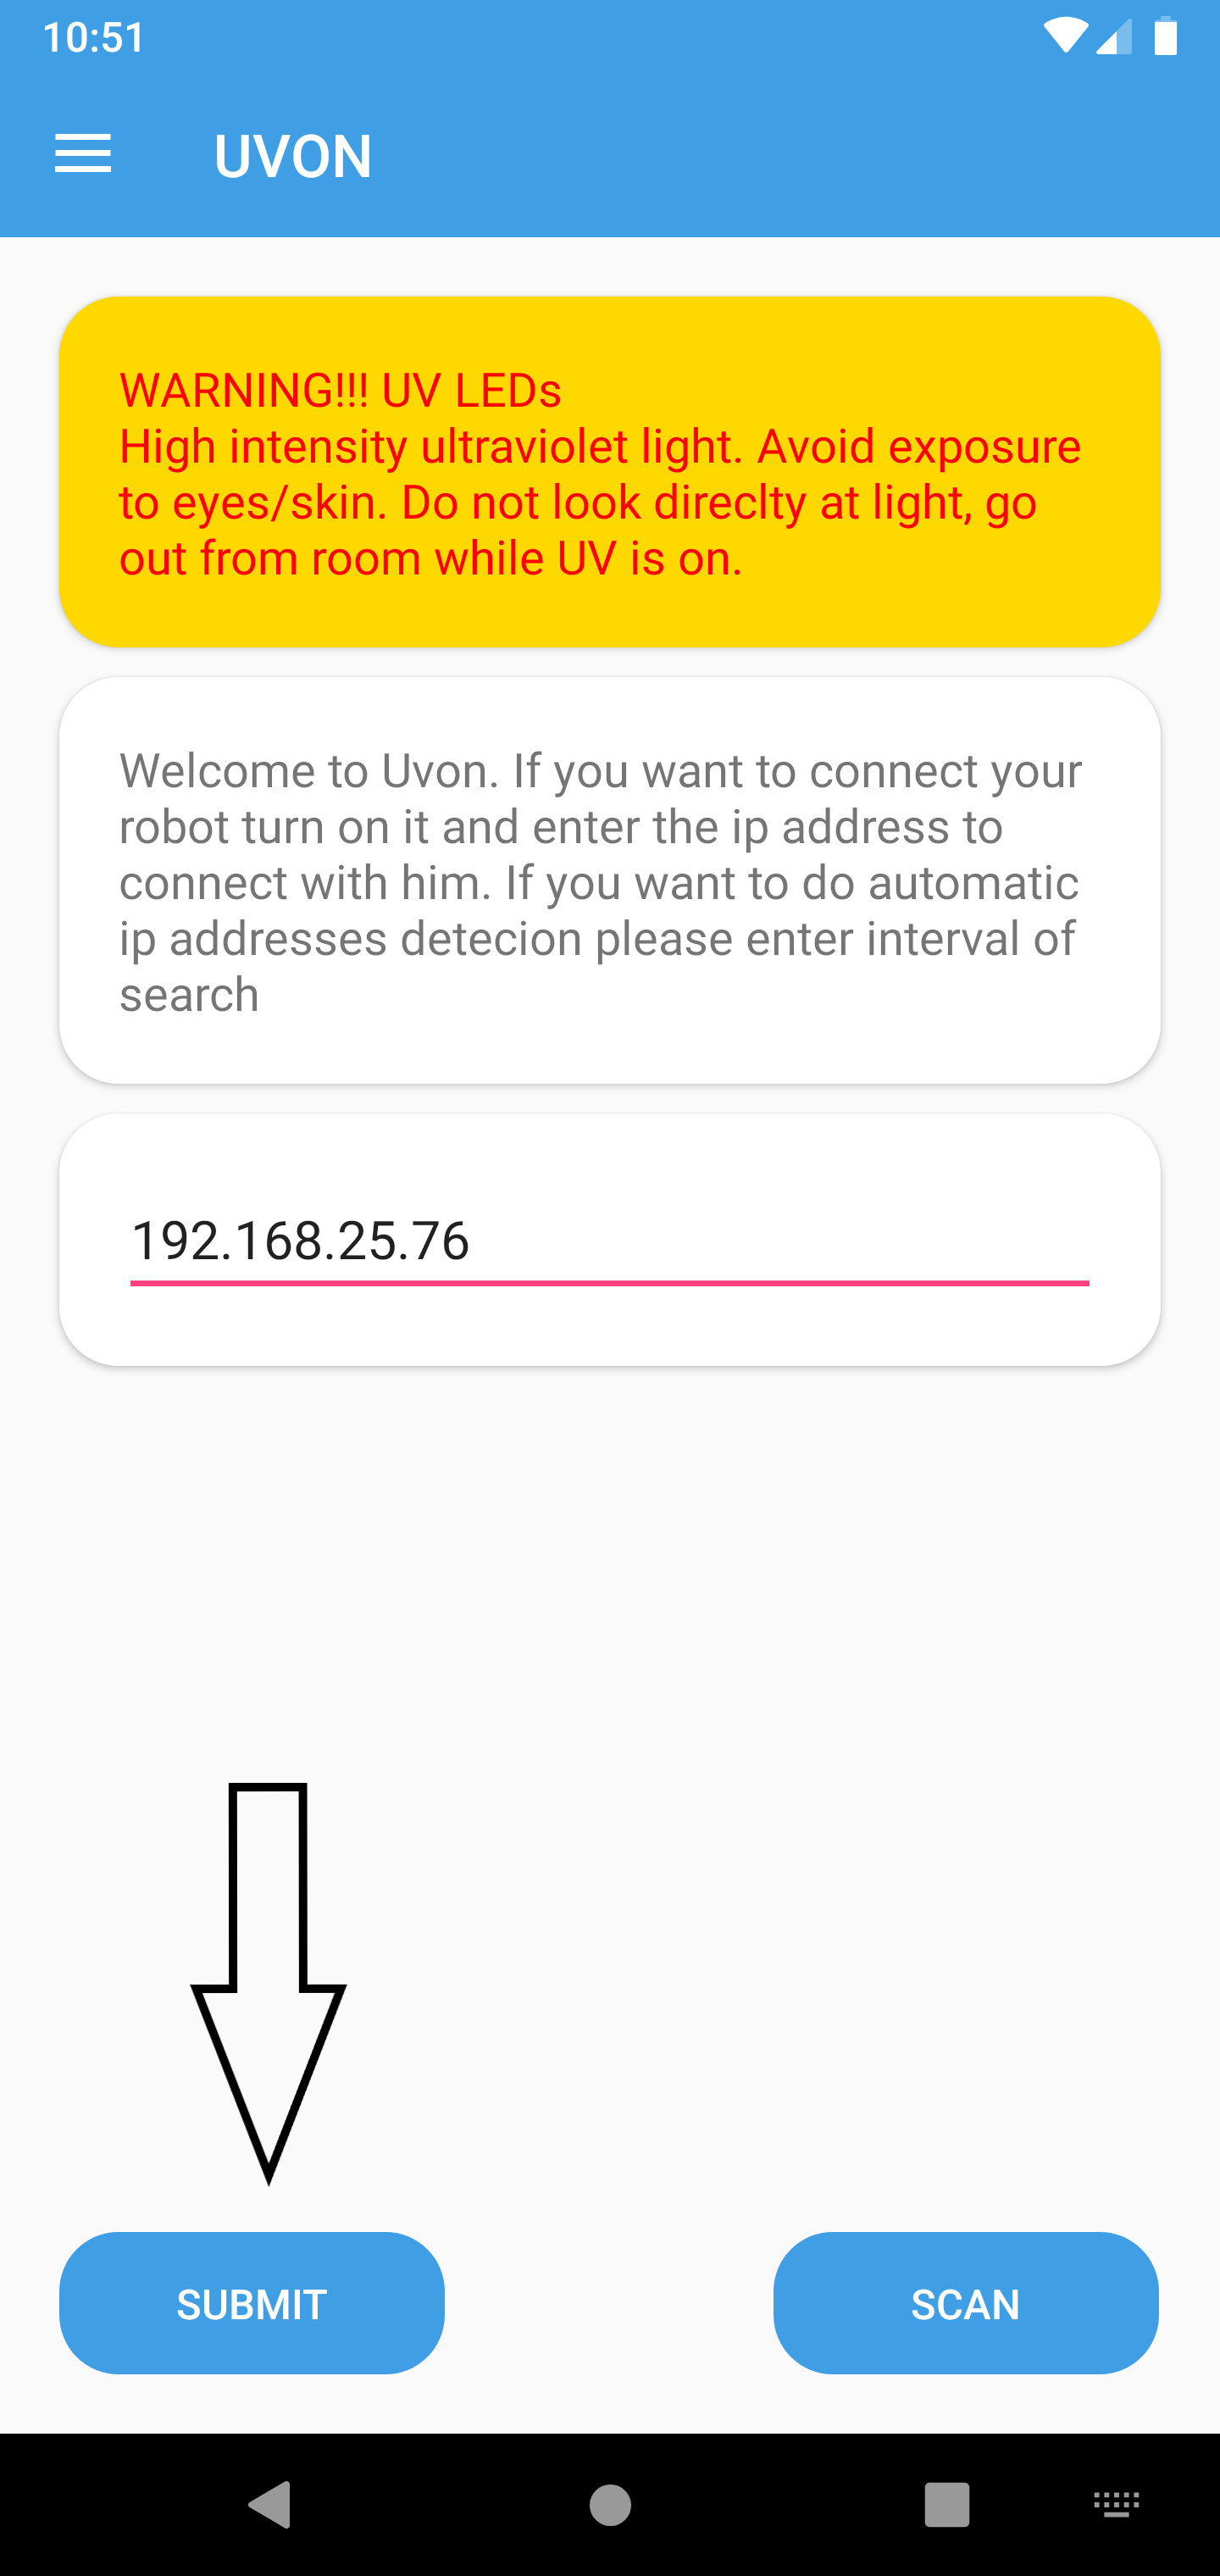 10:51
UVON
WARNING!!! UV LEDs
High intensity ultraviolet light. Avoid exposure
to eyes/skin. Do not look direclty at light, go
out from room while UV is on.
Welcome to Uvon. If you want to connect your
robot turn on it and enter the ip address to
connect with him. If you want to do automatic
ip addresses detecion please enter interval of
search
192.168.25.76
SUBMIT
SCAN